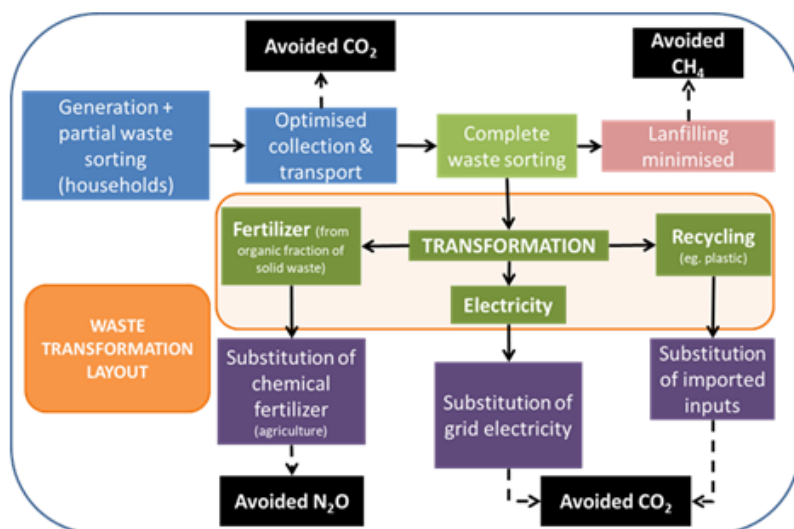 Avoided CO₂
Avoided
CH₄
Generation +
partial waste
sorting
(households)
Optimised
collection &
transport
Complete
waste sorting
Lanfilling
minimised
Fertilizer (from
organic fraction of
solid waste)
TRANSFORMATION
Recycling
(eg. plastic)
Electricity
WASTE
TRANSFORMATION
LAYOUT
Substitution of
chemical
fertilizer
(agriculture)
Substitution of
grid electricity
Substitution
of imported
inputs
Avoided N₂O
Avoided CO₂